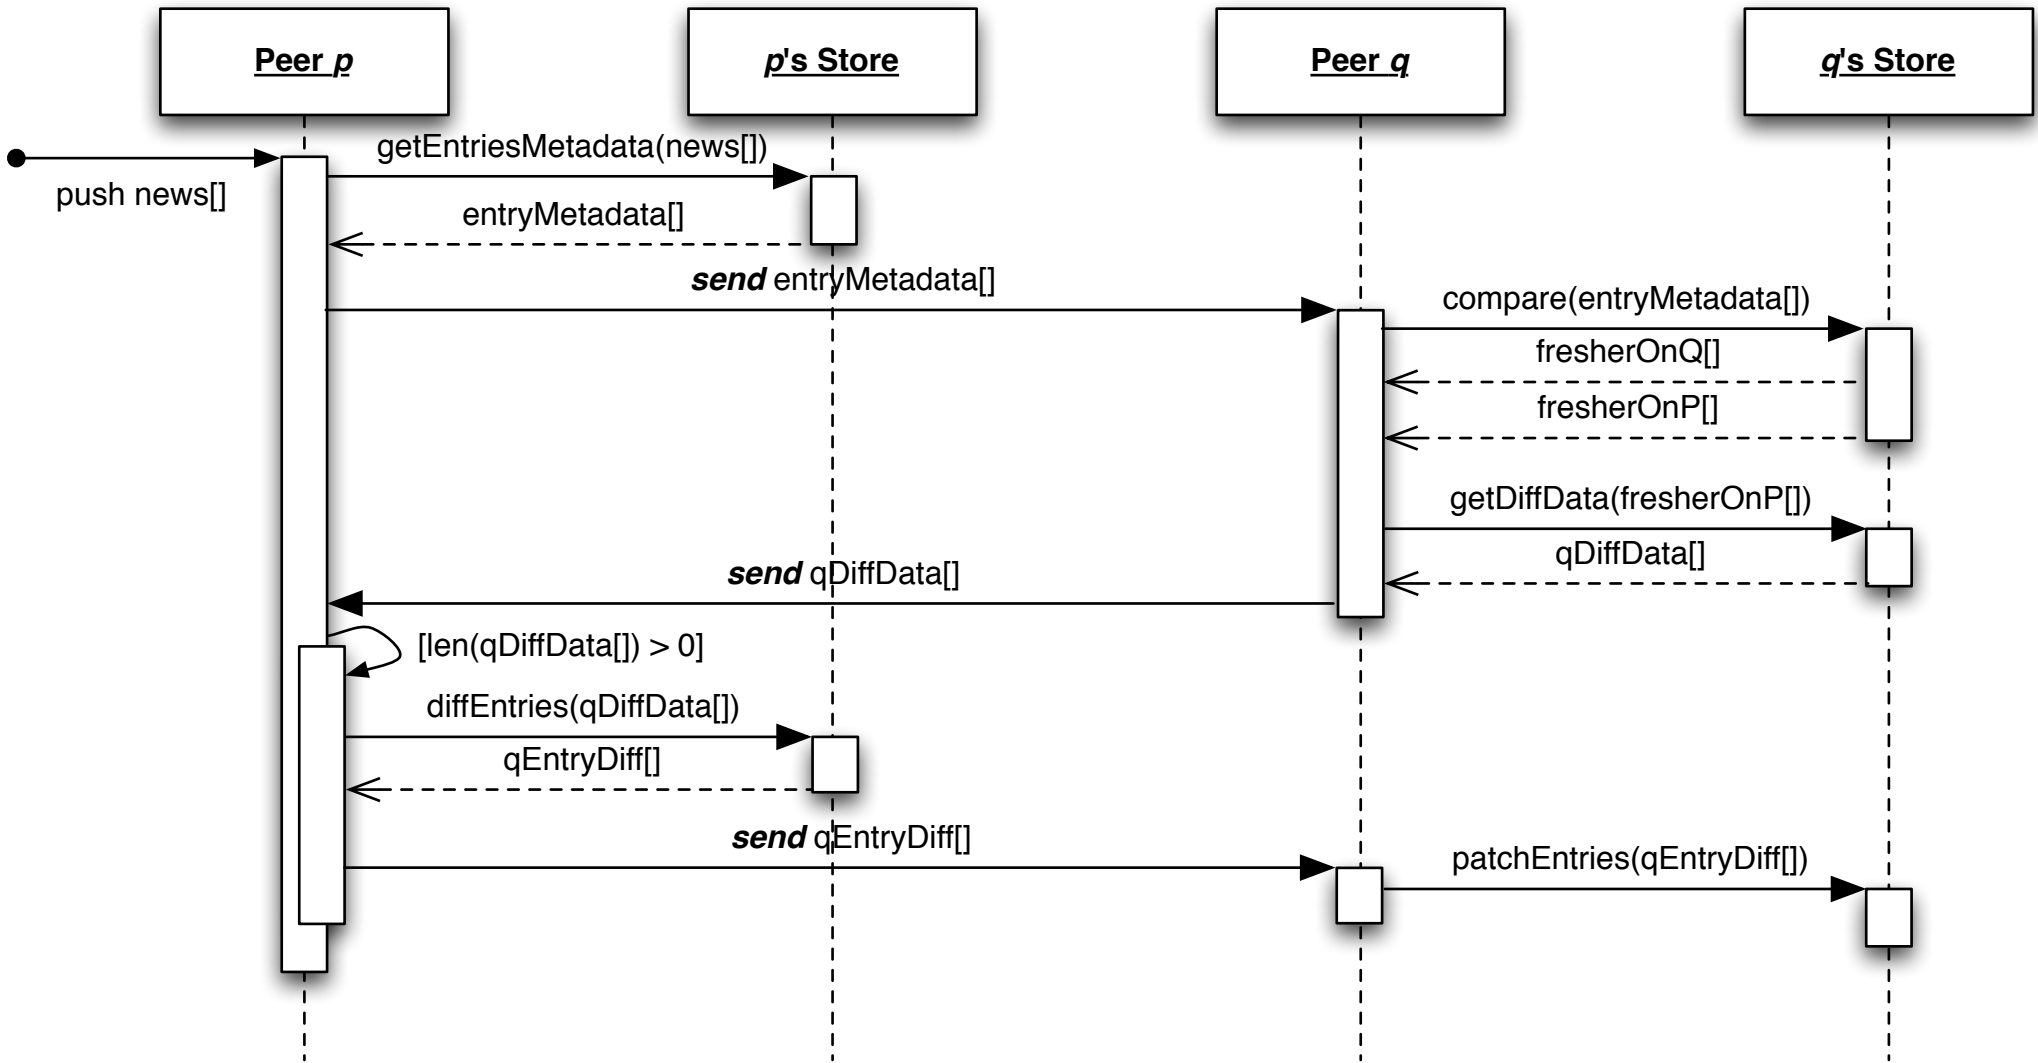 Peer p
p's Store
Peer q
q's Store
push news[]
getEntriesMetadata(news[])
entryMetadata[]
send entryMetadata[]
compare(entryMetadata[])
fresherOnQ[]
fresherOnP[]
getDiffData(fresherOnP[])
qDiffData[]
send qDiffData[]
[len(qDiffData[]) > 0]
diffEntries(qDiffData[])
qEntryDiff[]
send qEntryDiff[]
patchEntries(qEntryDiff[])